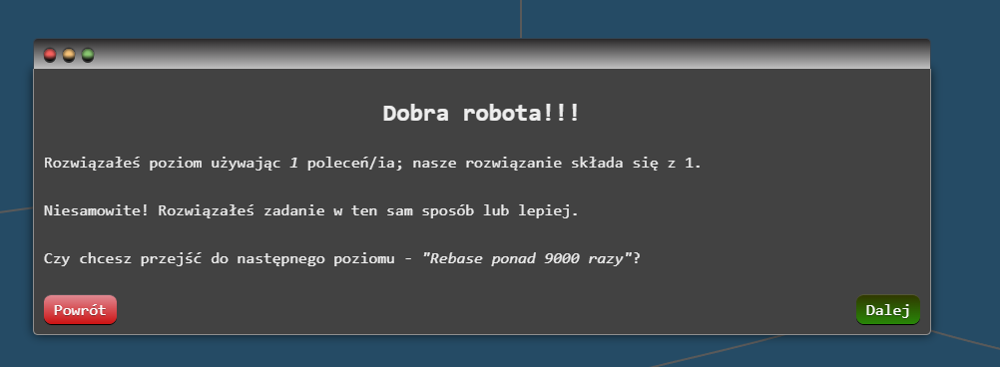 Dobra robota!!!
Rozwiązałeś poziom używając 1 poleceń/ia; nasze rozwiązanie składa się z 1.
Niesamowite! Rozwiązałeś zadanie w ten sam sposób lub lepiej.
Czy chcesz przejść do następnego poziomu - "Rebase ponad 9000 razy"?
Powrót
Dalej